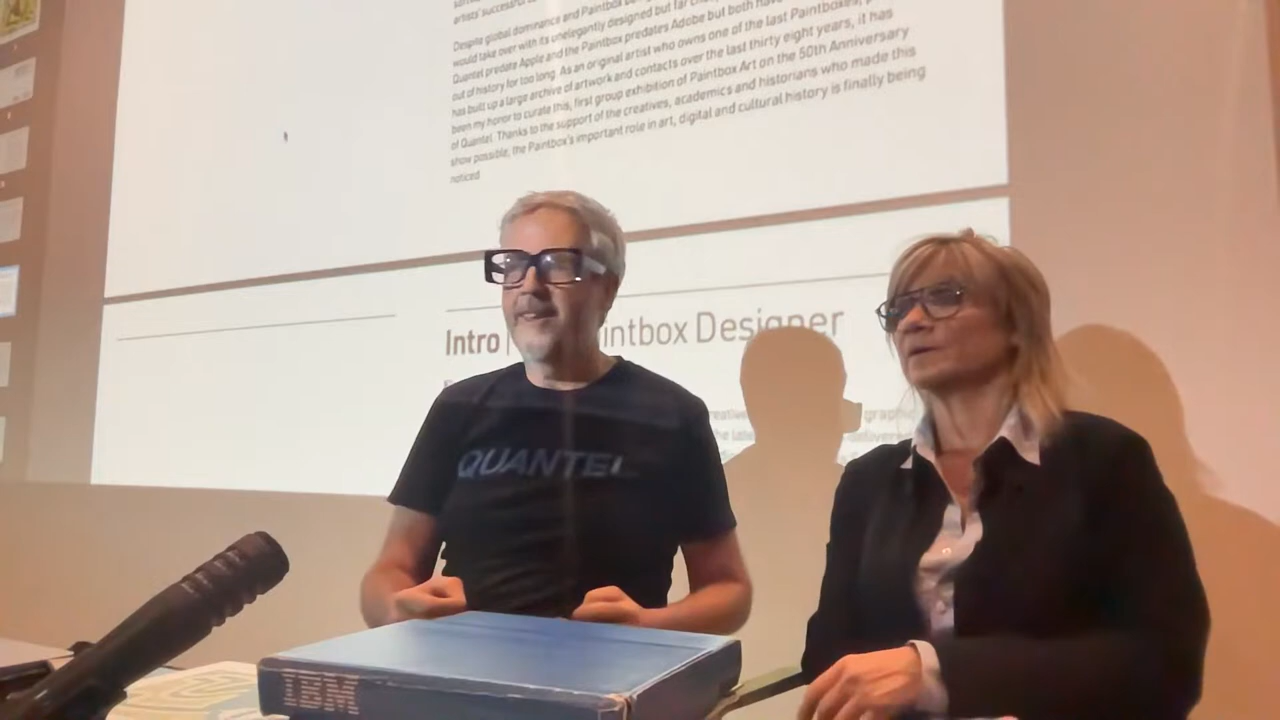 artists' successful
Despite global dominance and Paintbox
would take over with its unelegantly designed but far
Quantel predate Apple and the Paintbox predates Adobe but both have
out of history for too long. As an original artist who owns one of the last Paintboxes,
has built up a large archive of artwork and contacts over the last thirty eight years, it has
been my honor to curate this, first group exhibition of Paintbox Art on the 50th Anniversary
of Quantel. Thanks to the support of the creatives, academics and historians who made this
show possible, the Paintbox's important role in art, digital and cultural history is finally being
noticed
Intro | intbox Designer
graphic
the late
QUANTEL
IBM